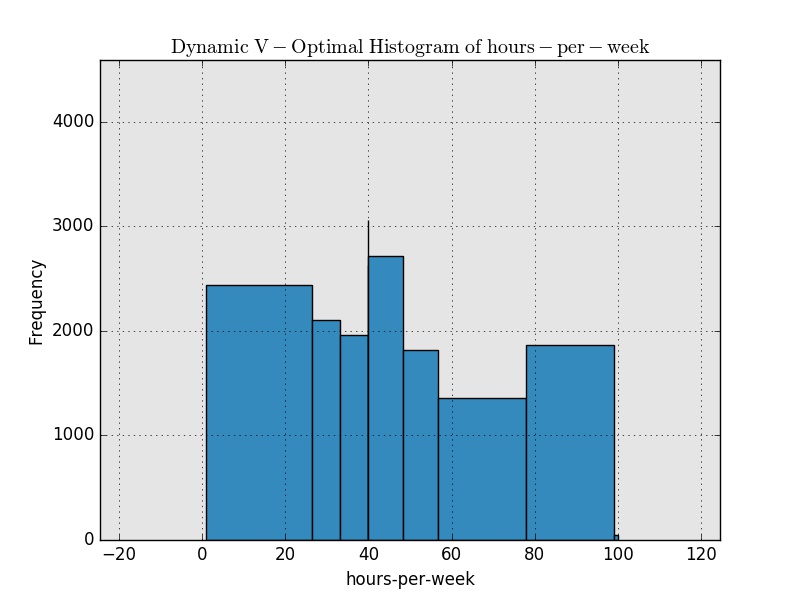 Dynamic V − Optimal Histogram of hours − per − week
Frequency
4000
3000
2000
1000
0
−20 0 20 40 60 80 100 120
hours-per-week